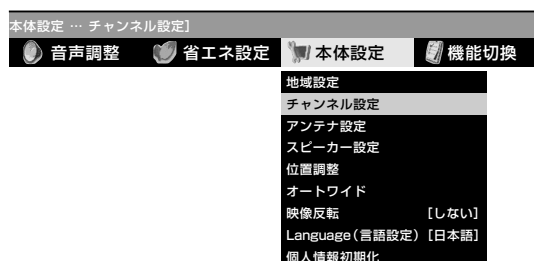 本体設定 … チャンネル設定]
音声調整 省エネ設定 本体設定 機能切換
地域設定
チャンネル設定
アンテナ設定
スピーカー設定
位置調整
オートワイド
映像反転 [しない]
Language(言語設定) [日本語]
個人情報初期化